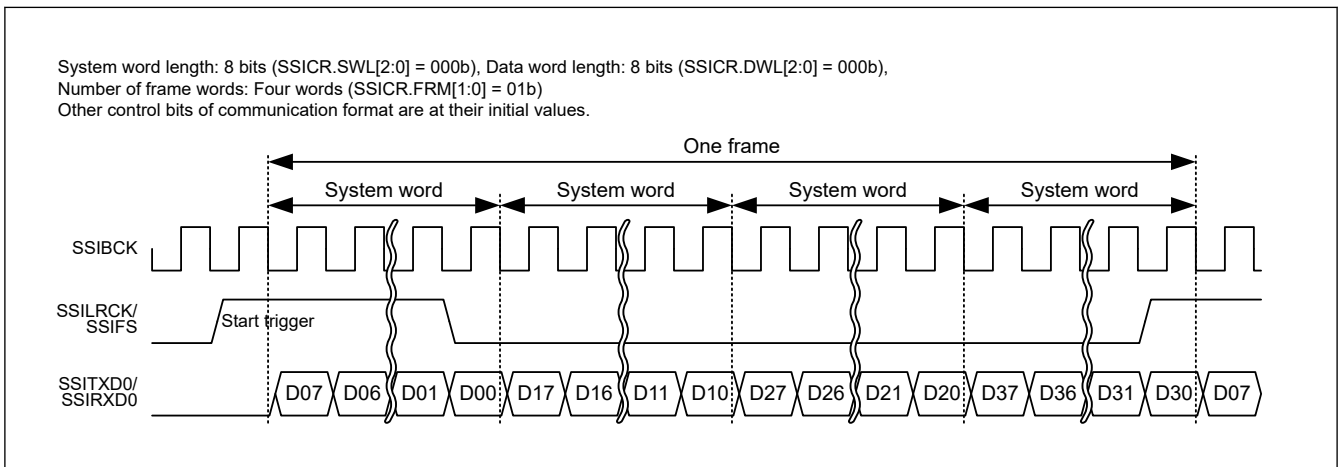 System word length: 8 bits (SSICR.SWL[2:0] = 000b), Data word length: 8 bits (SSICR.DWL[2:0] = 000b),
Number of frame words: Four words (SSICR.FRM[1:0] = 01b)
Other control bits of communication format are at their initial values.
One frame
System word System word System word System word
SSIBCK
SSILRCK/
SSIFS
Start trigger
SSITXD0/
SSIRXD0
D07 D06 D01 D00 D17 D16 D11 D10 D27 D26 D21 D20 D37 D36 D31 D30 D07